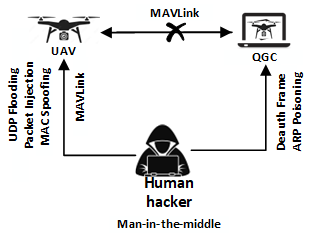 MAVLink
UAV
QGC
UDP Flooding
Packet Injection
MAC Spoofing
MAVLink
Deauth Frame
ARP Poisoning
Human
hacker
Man-in-the-middle